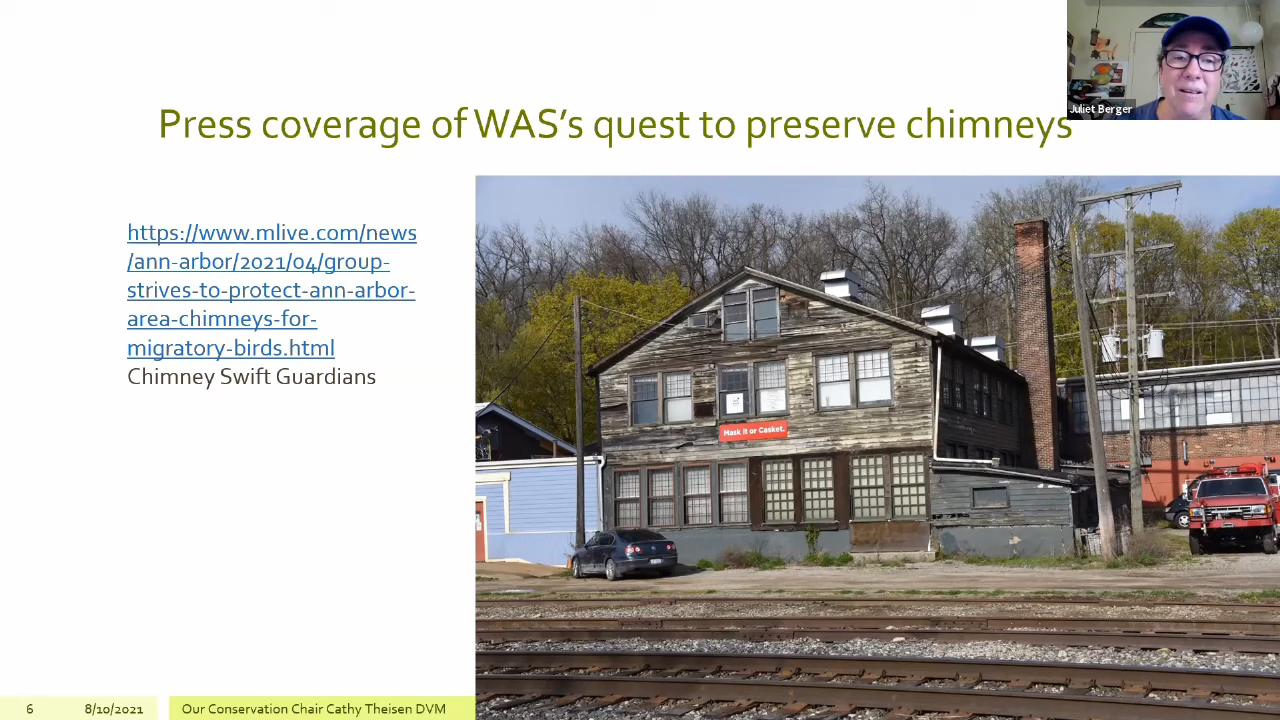 Juliet Berger
Press coverage of WAS's quest to preserve chimneys
https://www.mlive.com/news
/ann-arbor/2021/04/group-
strives-to-protect-ann-arbor-
area-chimneys-for-
migratory-birds.html
Chimney Swift Guardians
Mask it or Casket.
6
8/10/2021
Our Conservation Chair Cathy Theisen DVM